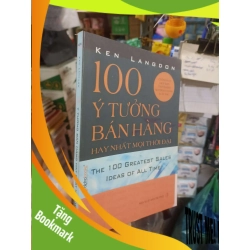 KEN LANGDON
100
Ý TƯỞNG
BÁN HÀNG
HAY NHẤT MỌI THỜI ĐẠI
THE 100 GREATEST SALES
IDEAS OF ALL TIME
Tặng
Bookmark